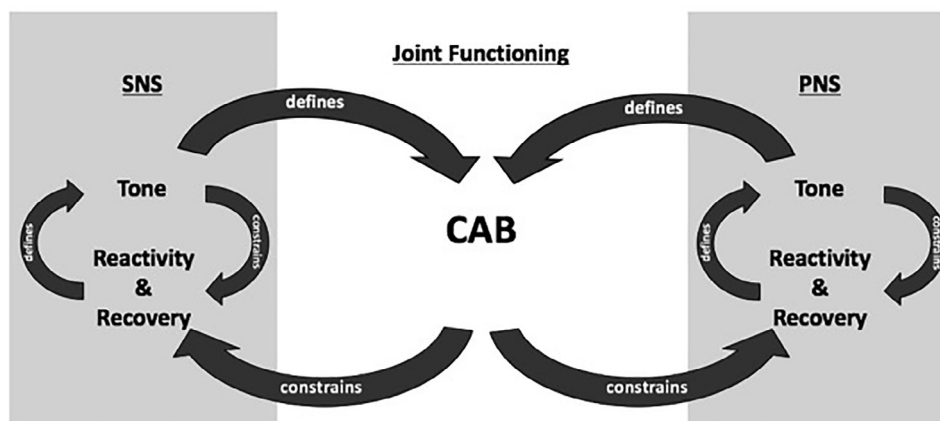 Joint Functioning
SNS
PNS
defines
defines
Tone
Tone
defines
constrains
defines
constrains
CAB
Reactivity
&
Recovery
Reactivity
&
Recovery
constrains
constrains